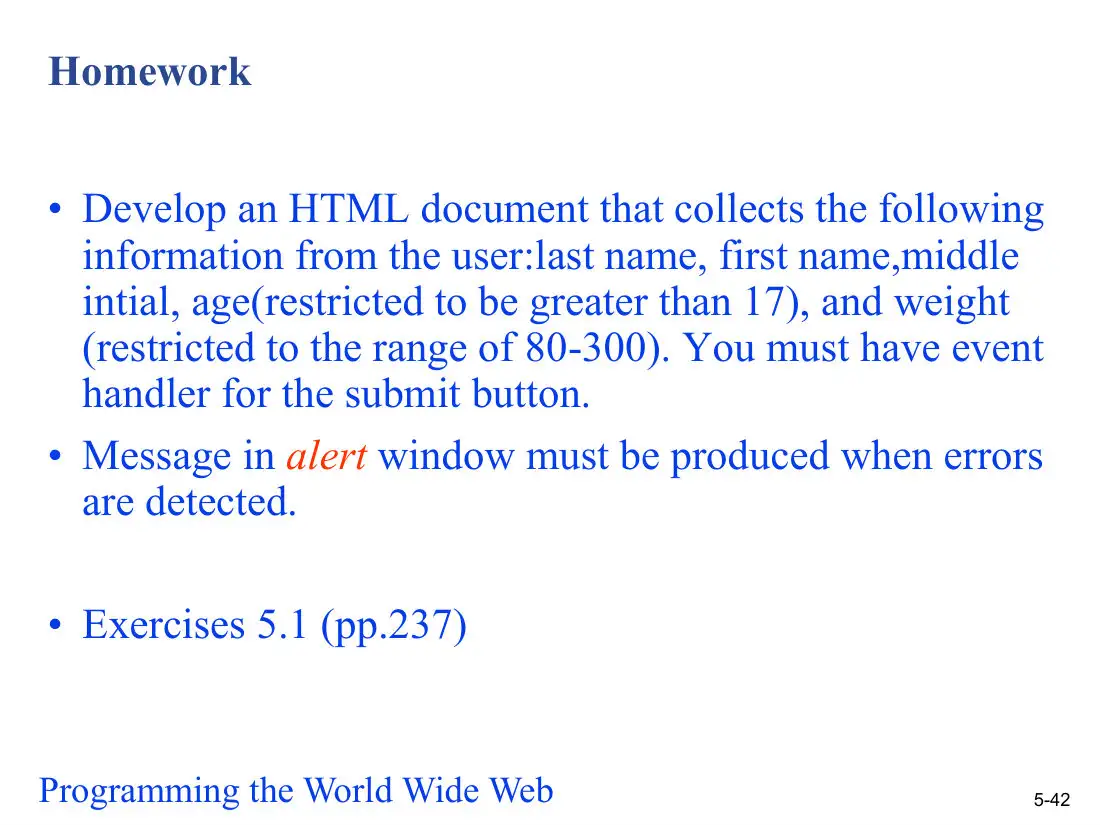 Homework
• Develop an HTML document that collects the following
information from the user:last name, first name,middle
intial, age(restricted to be greater than 17), and weight
(restricted to the range of 80-300). You must have event
handler for the submit button.
• Message in alert window must be produced when errors
are detected.
• Exercises 5.1 (pp.237)
Programming the World Wide Web
5-42